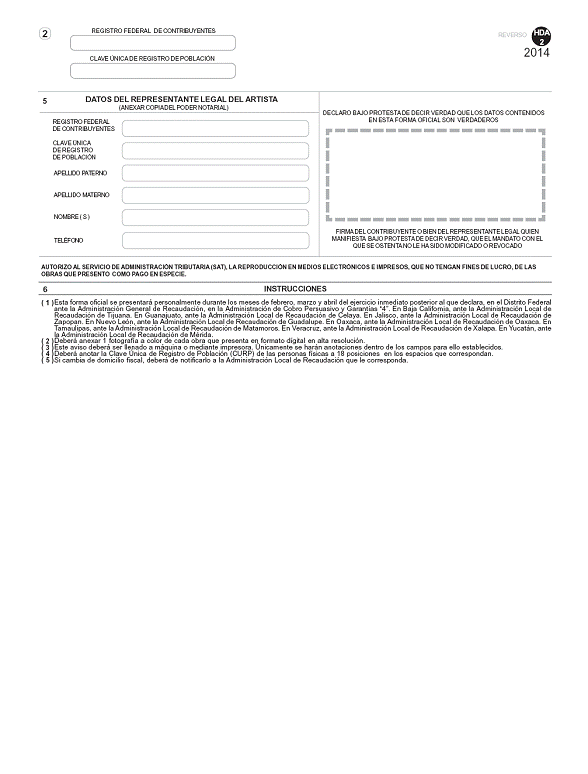 2
REGISTRO FEDERAL DE CONTRIBUYENTES
CLAVE ÚNICA DE REGISTRO DE POBLACIÓN
REVERSO
HDA
2
2014
5
DATOS DEL REPRESENTANTE LEGAL DEL ARTISTA
(ANEXAR COPIA DEL PODER NOTARIAL)
REGISTRO FEDERAL
DE CONTRIBUYENTES
CLAVE ÚNICA
DE REGISTRO
DE POBLACIÓN
APELLIDO PATERNO
APELLIDO MATERNO
NOMBRE ( S )
TELÉFONO
DECLARO BAJO PROTESTA DE DECIR VERDAD QUE LOS DATOS CONTENIDOS
EN ESTA FORMA OFICIAL SON VERDADEROS
FIRMA DEL CONTRIBUYENTE O BIEN DEL REPRESENTANTE LEGAL QUIEN
MANIFIESTA BAJO PROTESTA DE DECIR VERDAD, QUE EL MANDATO CON EL
QUE SE OSTENTA NO LE HA SIDO MODIFICADO O REVOCADO
AUTORIZO AL SERVICIO DE ADMINISTRACIÓN TRIBUTARIA (SAT), LA REPRODUCCIÓN EN MEDIOS ELECTRÓNICOS E IMPRESOS, QUE NO TENGAN FINES DE LUCRO, DE LAS
OBRAS QUE PRESENTO COMO PAGO EN ESPECIE.
6
INSTRUCCIONES
( 1 ) Esta forma oficial se presentará personalmente durante los meses de febrero, marzo y abril del ejercicio inmediato posterior al que declara, en el Distrito Federal
ante la Administración General de Recaudación, en la Administración de Cobro Persuasivo y Garantías “4”. En Baja California, ante la Administración Local de
Recaudación de Tijuana. En Guanajuato, ante la Administración Local de Recaudación de Celaya. En Jalisco, ante la Administración Local de Recaudación de
Zapopan. En Nuevo León, ante la Administración Local de Recaudación de Guadalupe. En Oaxaca, ante la Administración Local de Recaudación de Oaxaca. En
Tamaulipas, ante la Administración Local de Recaudación de Matamoros. En Veracruz, ante la Administración Local de Recaudación de Xalapa. En Yucatán, ante
la Administración Local de Recaudación de Mérida.
( 2 ) Deberá anexar 1 fotografía a color de cada obra que presenta en formato digital en alta resolución.
( 3 ) Este aviso deberá ser llenado a máquina o mediante impresora. Únicamente se harán anotaciones dentro de los campos para ello establecidos.
( 4 ) Deberá anotar la Clave Única de Registro de Población (CURP) de las personas físicas a 18 posiciones en los espacios que correspondan.
( 5 ) Si cambia de domicilio fiscal, deberá de notificarlo a la Administración Local de Recaudación que le corresponda.